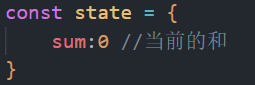 const state = {
    sum:0 //当前的和
}